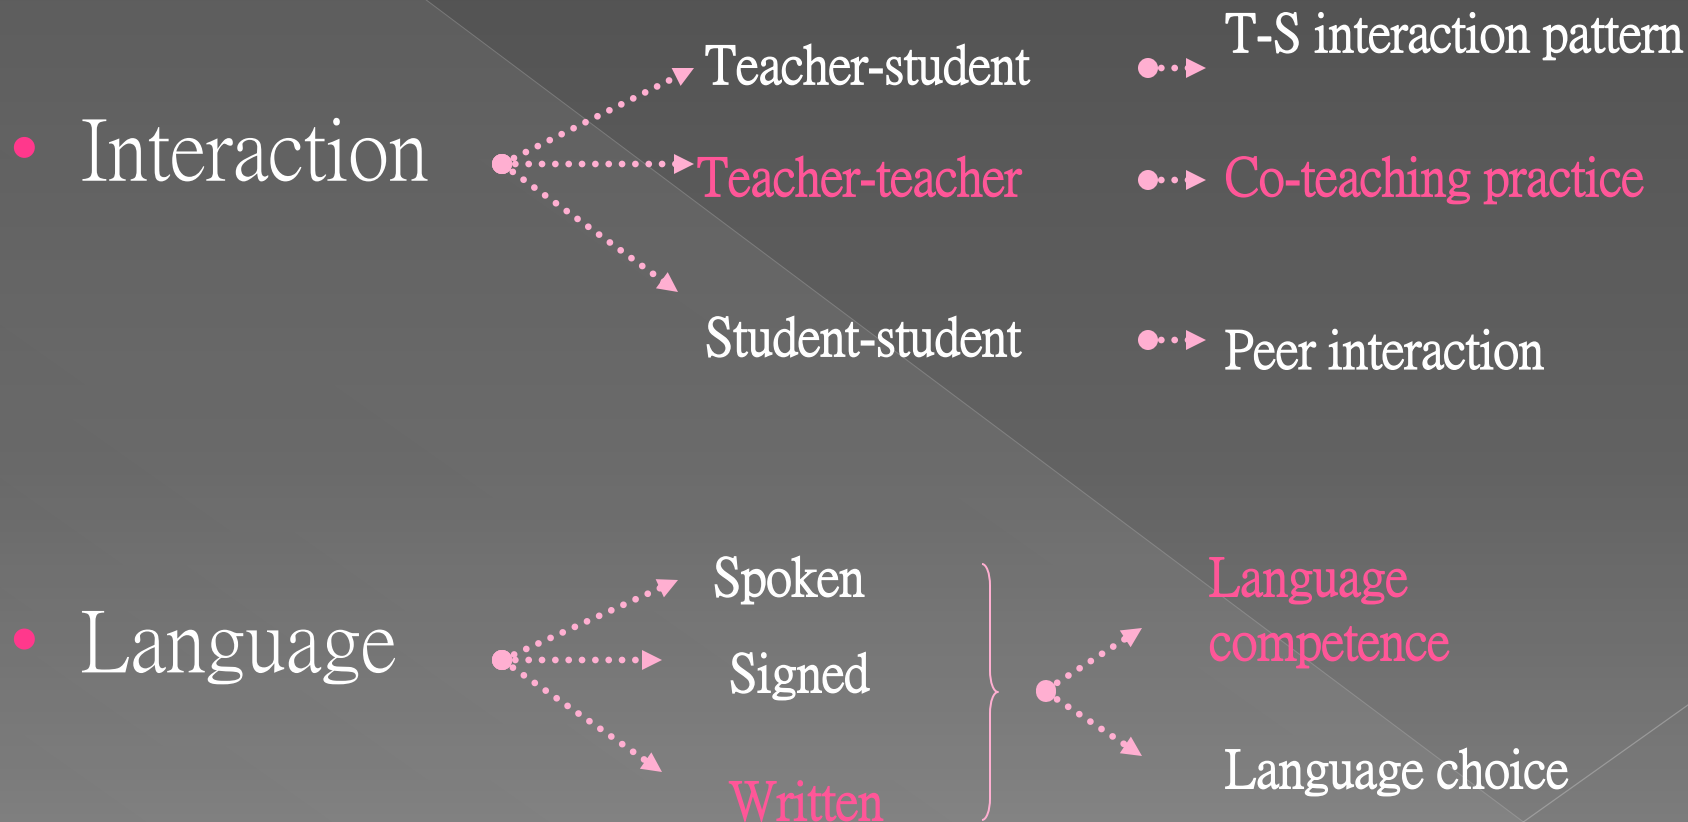 • Interaction
Teacher-student
T-S interaction pattern
Teacher-teacher
Co-teaching practice
Student-student
Peer interaction
• Language
Spoken
Signed
Written
Language
competence
Language choice